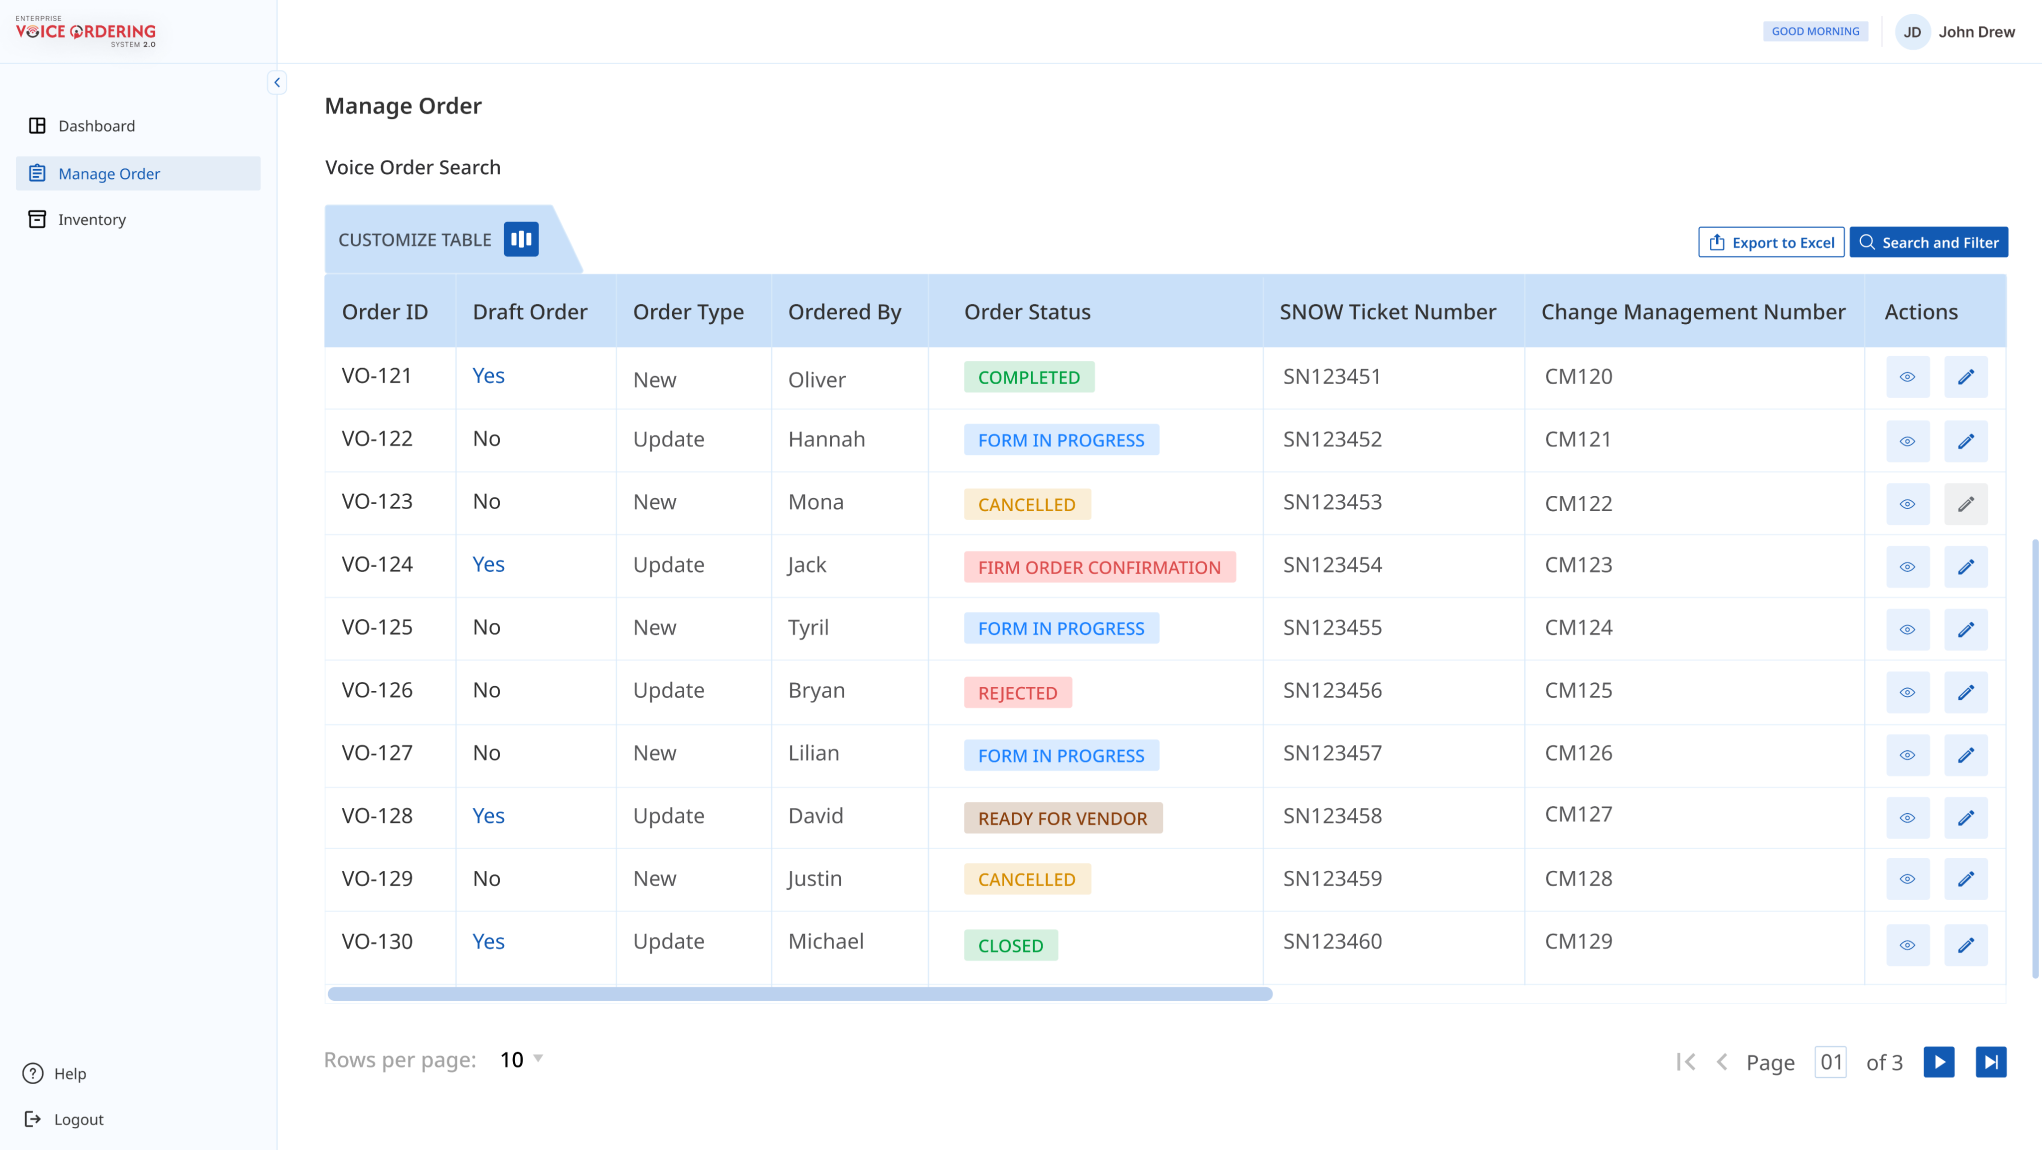 ENTERPRISE
VOICE ORDERING
SYSTEM 2.0
GOOD MORNING
JD
John Drew
Dashboard
Manage Order
Inventory
Help
Logout
Manage Order
Voice Order Search
CUSTOMIZE TABLE
Export to Excel
Search and Filter
Order ID Draft Order Order Type Ordered By Order Status SNOW Ticket Number Change Management Number Actions
VO-121 Yes New Oliver COMPLETED SN123451 CM120
VO-122 No Update Hannah FORM IN PROGRESS SN123452 CM121
VO-123 No New Mona CANCELLED SN123453 CM122
VO-124 Yes Update Jack FIRM ORDER CONFIRMATION SN123454 CM123
VO-125 No New Tyril FORM IN PROGRESS SN123455 CM124
VO-126 No Update Bryan REJECTED SN123456 CM125
VO-127 No New Lilian FORM IN PROGRESS SN123457 CM126
VO-128 Yes Update David READY FOR VENDOR SN123458 CM127
VO-129 No New Justin CANCELLED SN123459 CM128
VO-130 Yes Update Michael CLOSED SN123460 CM129
Rows per page: 10
Page 01 of 3